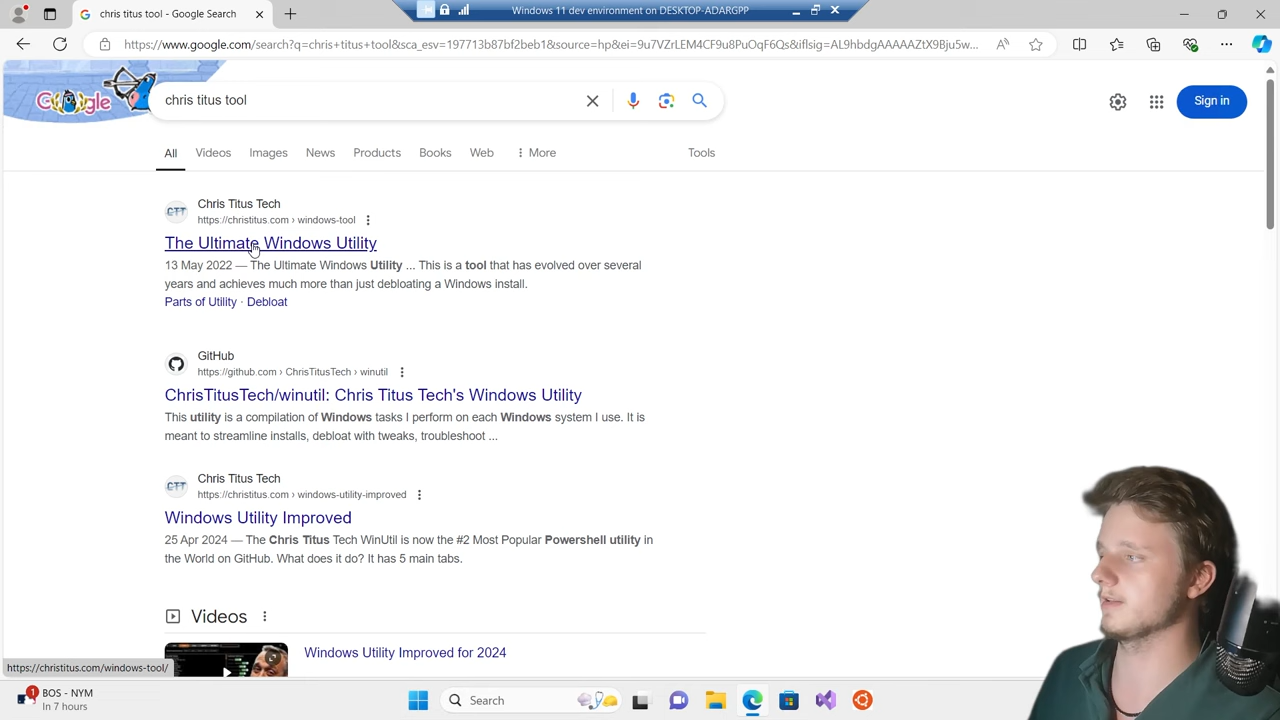 chris titus tool - Google Search
Windows 11 dev environment on DESKTOP-ADARGPP
https://www.google.com/search?q=chris+titus+tool&sca_esv=197713b87bf2beb1&source=hp&ei=9u7VZrLEM4CF9u8PuOqF6Qs&iflsig=AL9hbdgAAAAAZtX9Bju5w...
Google
chris titus tool
Sign in
All
Videos
Images
News
Products
Books
Web
More
Tools
CTT
Chris Titus Tech
https://christitus.com › windows-tool
The Ultimate Windows Utility
13 May 2022 — The Ultimate Windows Utility ... This is a tool that has evolved over several
years and achieves much more than just debloating a Windows install.
Parts of Utility · Debloat
GitHub
https://github.com › ChrisTitusTech › winutil
ChrisTitusTech/winutil: Chris Titus Tech's Windows Utility
This utility is a compilation of Windows tasks I perform on each Windows system I use. It is
meant to streamline installs, debloat with tweaks, troubleshoot ...
CTT
Chris Titus Tech
https://christitus.com › windows-utility-improved
Windows Utility Improved
25 Apr 2024 — The Chris Titus Tech WinUtil is now the #2 Most Popular Powershell utility in
the World on GitHub. What does it do? It has 5 main tabs.
Videos
Windows Utility Improved for 2024
https://christitus.com/windows-tool/
1
BOS - NYM
In 7 hours
Search